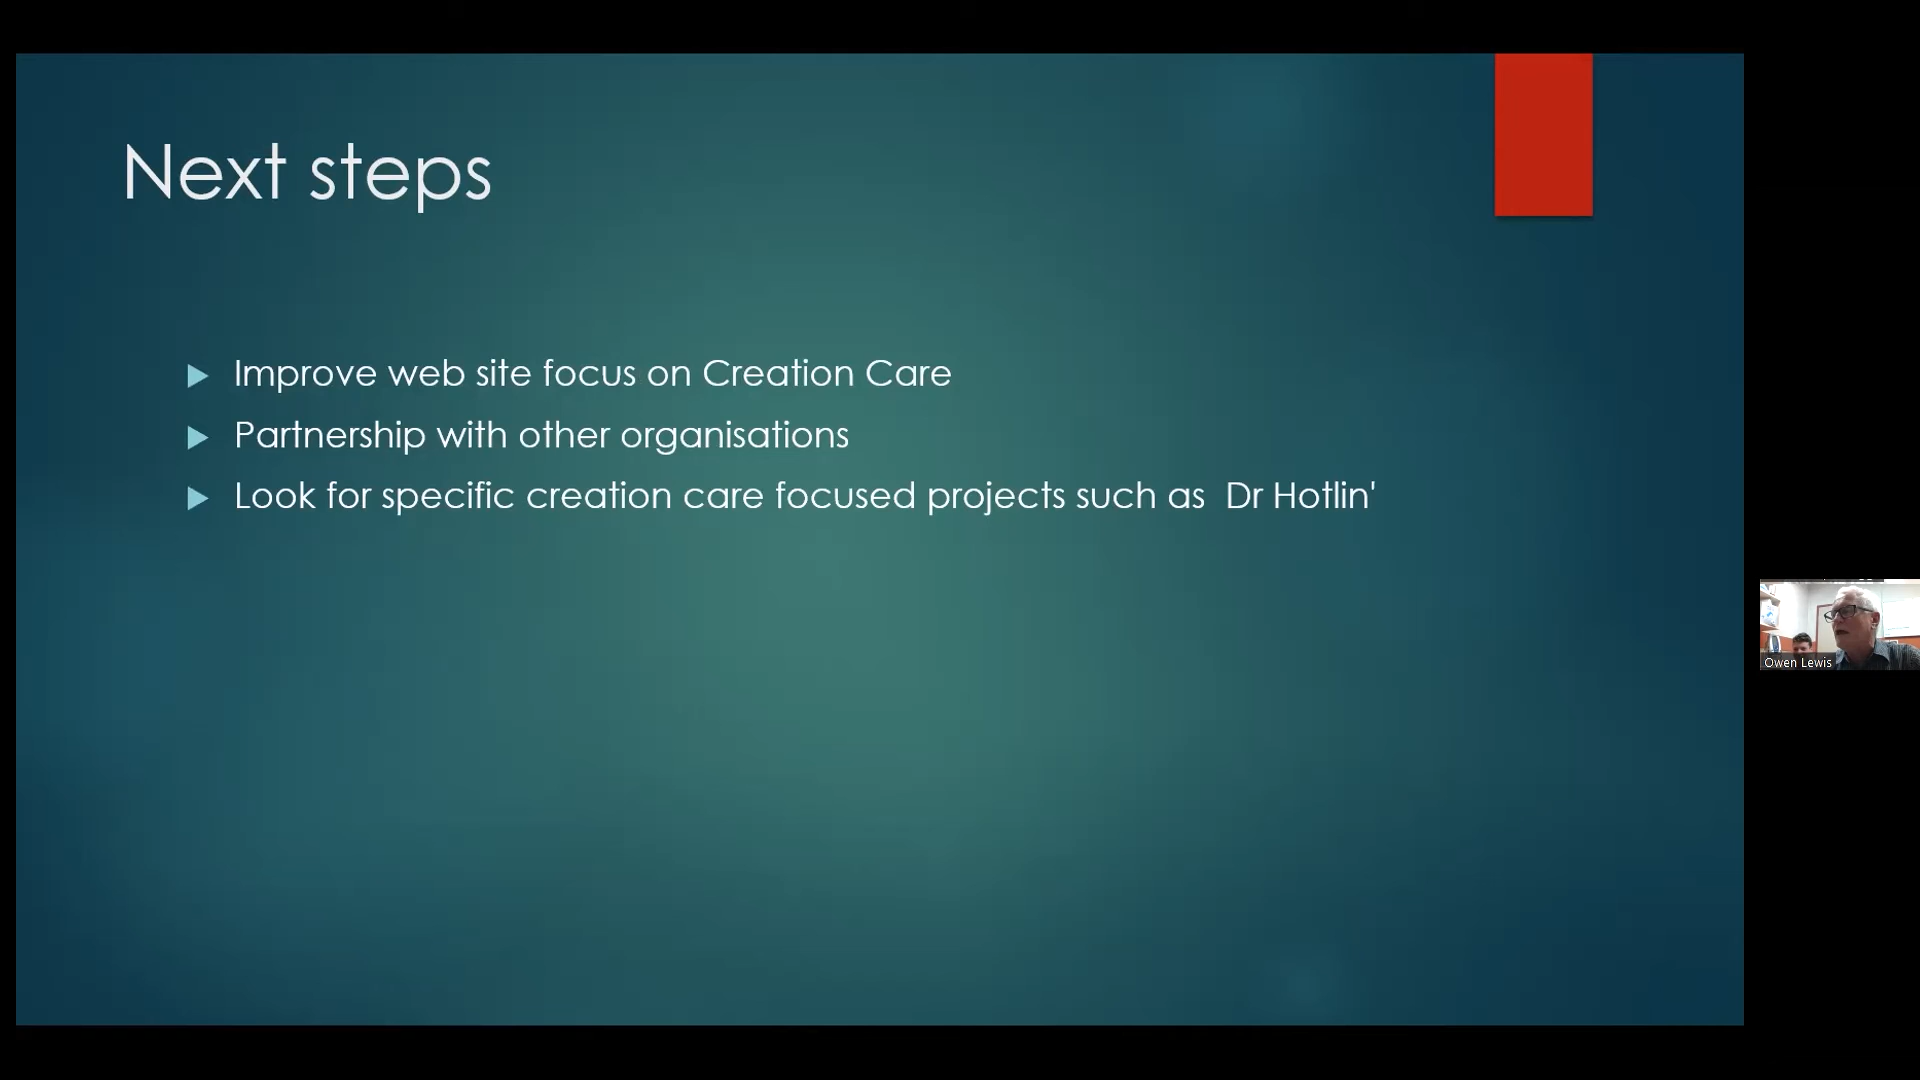 Next steps
Improve web site focus on Creation Care
Partnership with other organisations
Look for specific creation care focused projects such as  Dr Hotlin'
Owen Lewis